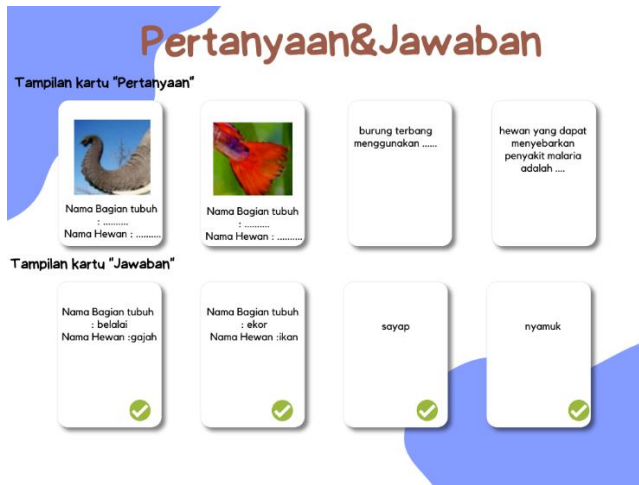 Pertanyaan&Jawaban
Tampilan kartu "Pertanyaan"
Nama Bagian tubuh
: ..........
Nama Hewan : ..........
Nama Bagian tubuh
: ..........
Nama Hewan : ..........
burung terbang
menggunakan ......
hewan yang dapat
menyebarkan
penyakit malaria
adalah ....
Tampilan kartu "Jawaban"
Nama Bagian tubuh
: belalai
Nama Hewan :gajah
Nama Bagian tubuh
: ekor
Nama Hewan :ikan
sayap
nyamuk